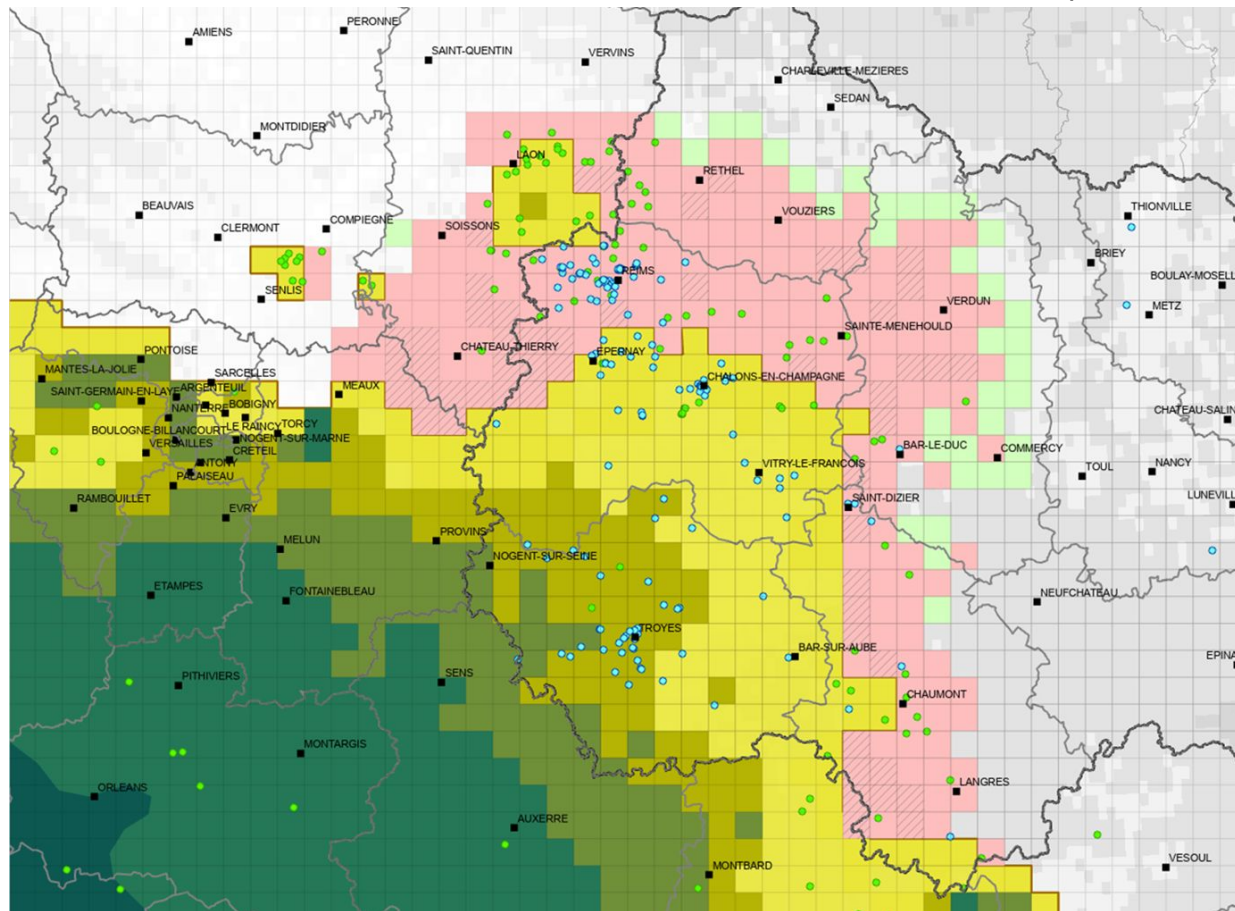 PERONNE
AMIENS
SAINT-QUENTIN
VERVINS
CHARLEVILLE-MEZIERES
SEDAN
MONTDIDIER
LAON
RETHEL
BEAUVAIS
COMPIEGNE
VOUZIERS
THIONVILLE
CLERMONT
SOISSONS
BRIEY
REIMS
BOULAY-MOSELL
SENLIS
VERDUN
METZ
SAINTE-MENEHOULD
PONTOISE
CHATEAU-THIERRY
EPERNAY
MANTES-LA-JOLIE
SARCELLES
CHALONS-EN-CHAMPAGNE
SAINT-GERMAIN-EN-LAYE
ARGENTEUIL
MEAUX
NANTERRE
BOBIGNY
CHATEAU-SALIN
BOULOGNE-BILLANCOURT
LE RAINCY
TORCY
VERSAILLES
NOGENT-SUR-MARNE
BAR-LE-DUC
COMMERCY
CRETEIL
ANTONY
VITRY-LE-FRANCOIS
TOUL
NANCY
PALAISEAU
RAMBOUILLET
SAINT-DIZIER
LUNEVILL
EVRY
PROVINS
MELUN
NOGENT-SUR-SEINE
ETAMPES
FONTAINEBLEAU
NEUFCHATEAU
TROYES
BAR-SUR-AUBE
EPINA
PITHIVIERS
SENS
CHAUMONT
MONTARGIS
LANGRES
ORLEANS
AUXERRE
MONTBARD
VESOUL